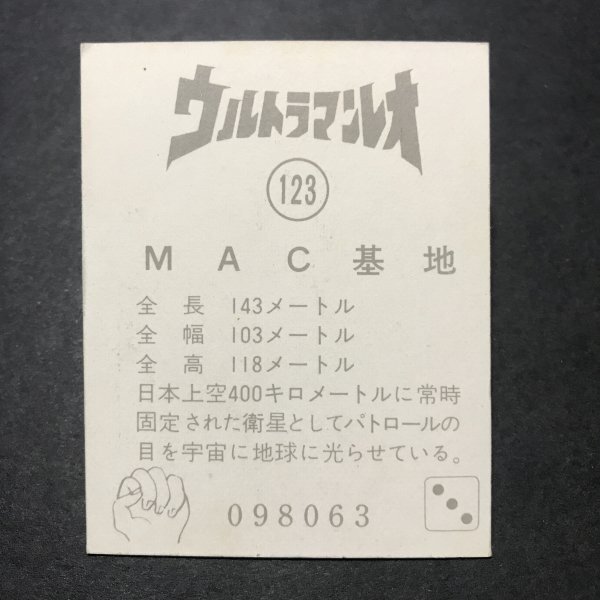 ウルトラマンレオ
123
MAC基地
全長 143メートル
全幅 103メートル
全高 118メートル
日本上空400キロメートルに常時
固定された衛星としてパトロールの
目を宇宙に地球に光らせている。
098063